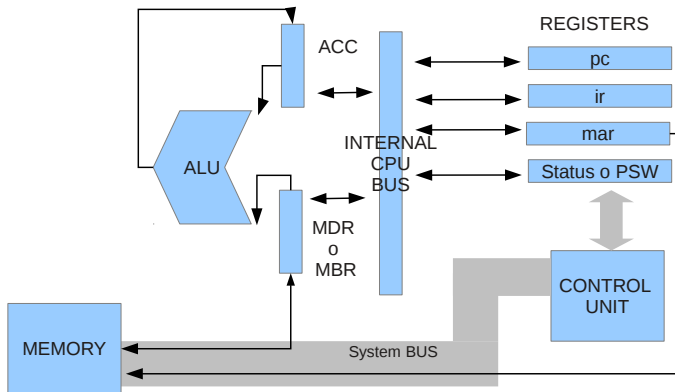 REGISTERS
ACC
pc
ir
mar
Status o PSW
INTERNAL
CPU
BUS
ALU
MDR
o
MBR
CONTROL
UNIT
MEMORY
System BUS